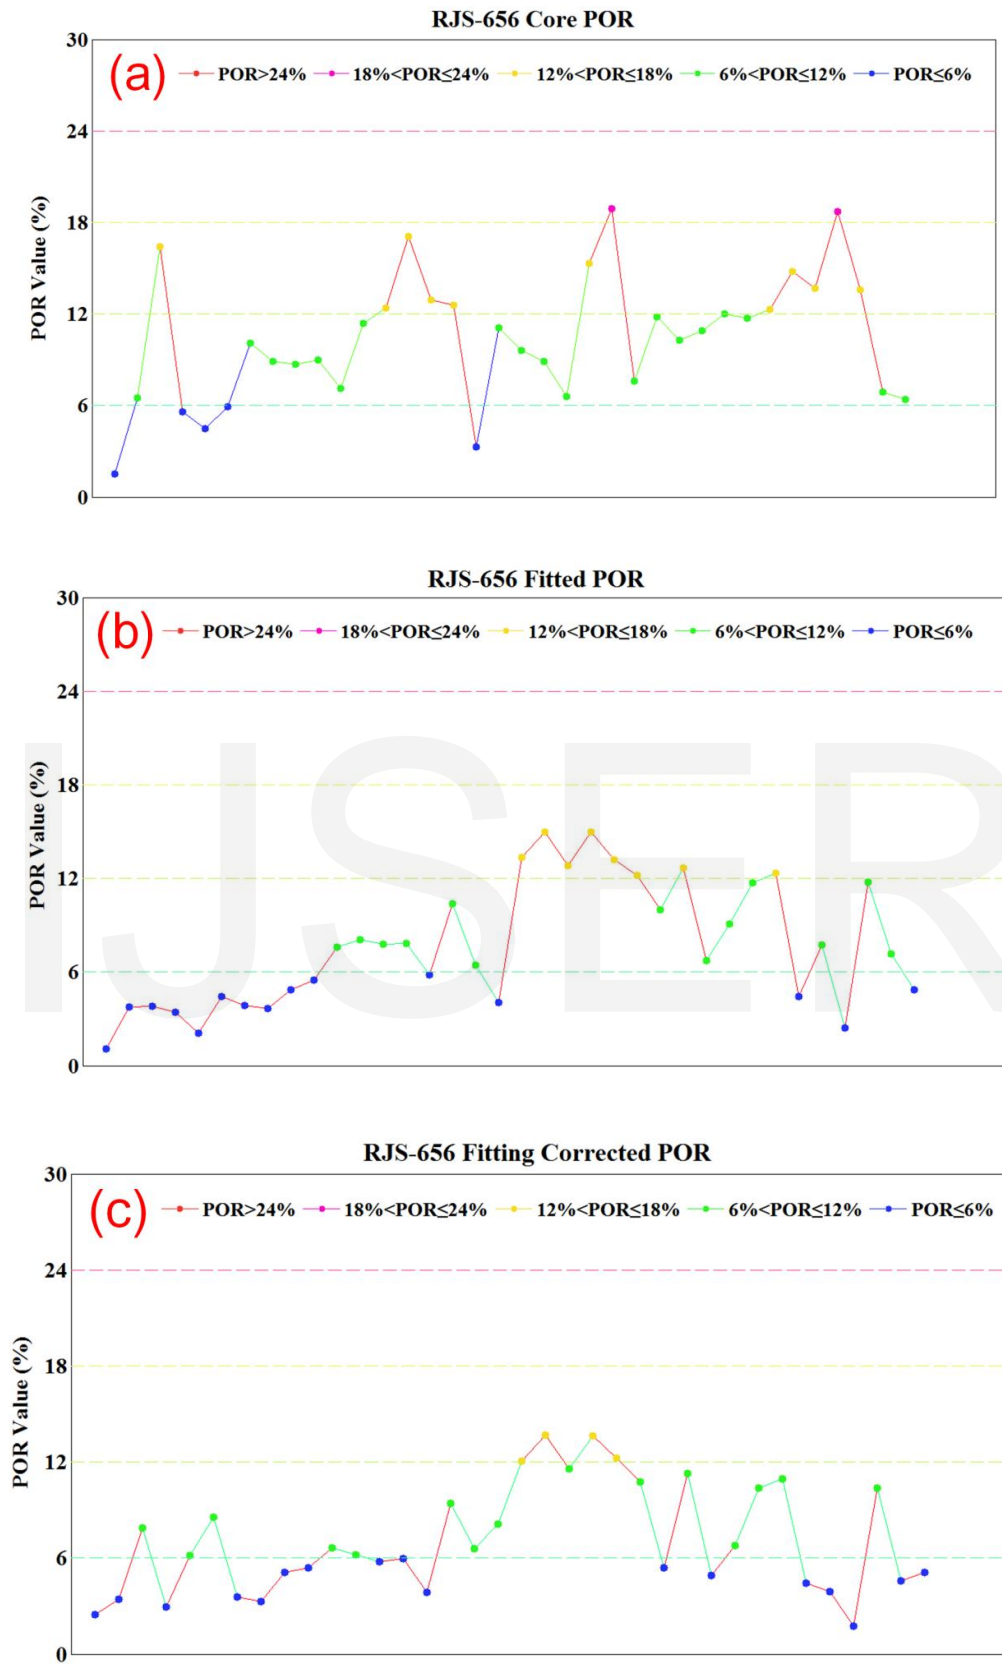 RJS-656 Core POR
30
(a)
POR>24% 18%<POR≤24% 12%<POR≤18% 6%<POR≤12% POR≤6%
24
18
12
6
0
POR Value (%)
RJS-656 Fitted POR
30
(b)
POR>24% 18%<POR≤24% 12%<POR≤18% 6%<POR≤12% POR≤6%
24
18
12
6
0
POR Value (%)
IJSER
RJS-656 Fitting Corrected POR
30
(c)
POR>24% 18%<POR≤24% 12%<POR≤18% 6%<POR≤12% POR≤6%
24
18
12
6
0
POR Value (%)